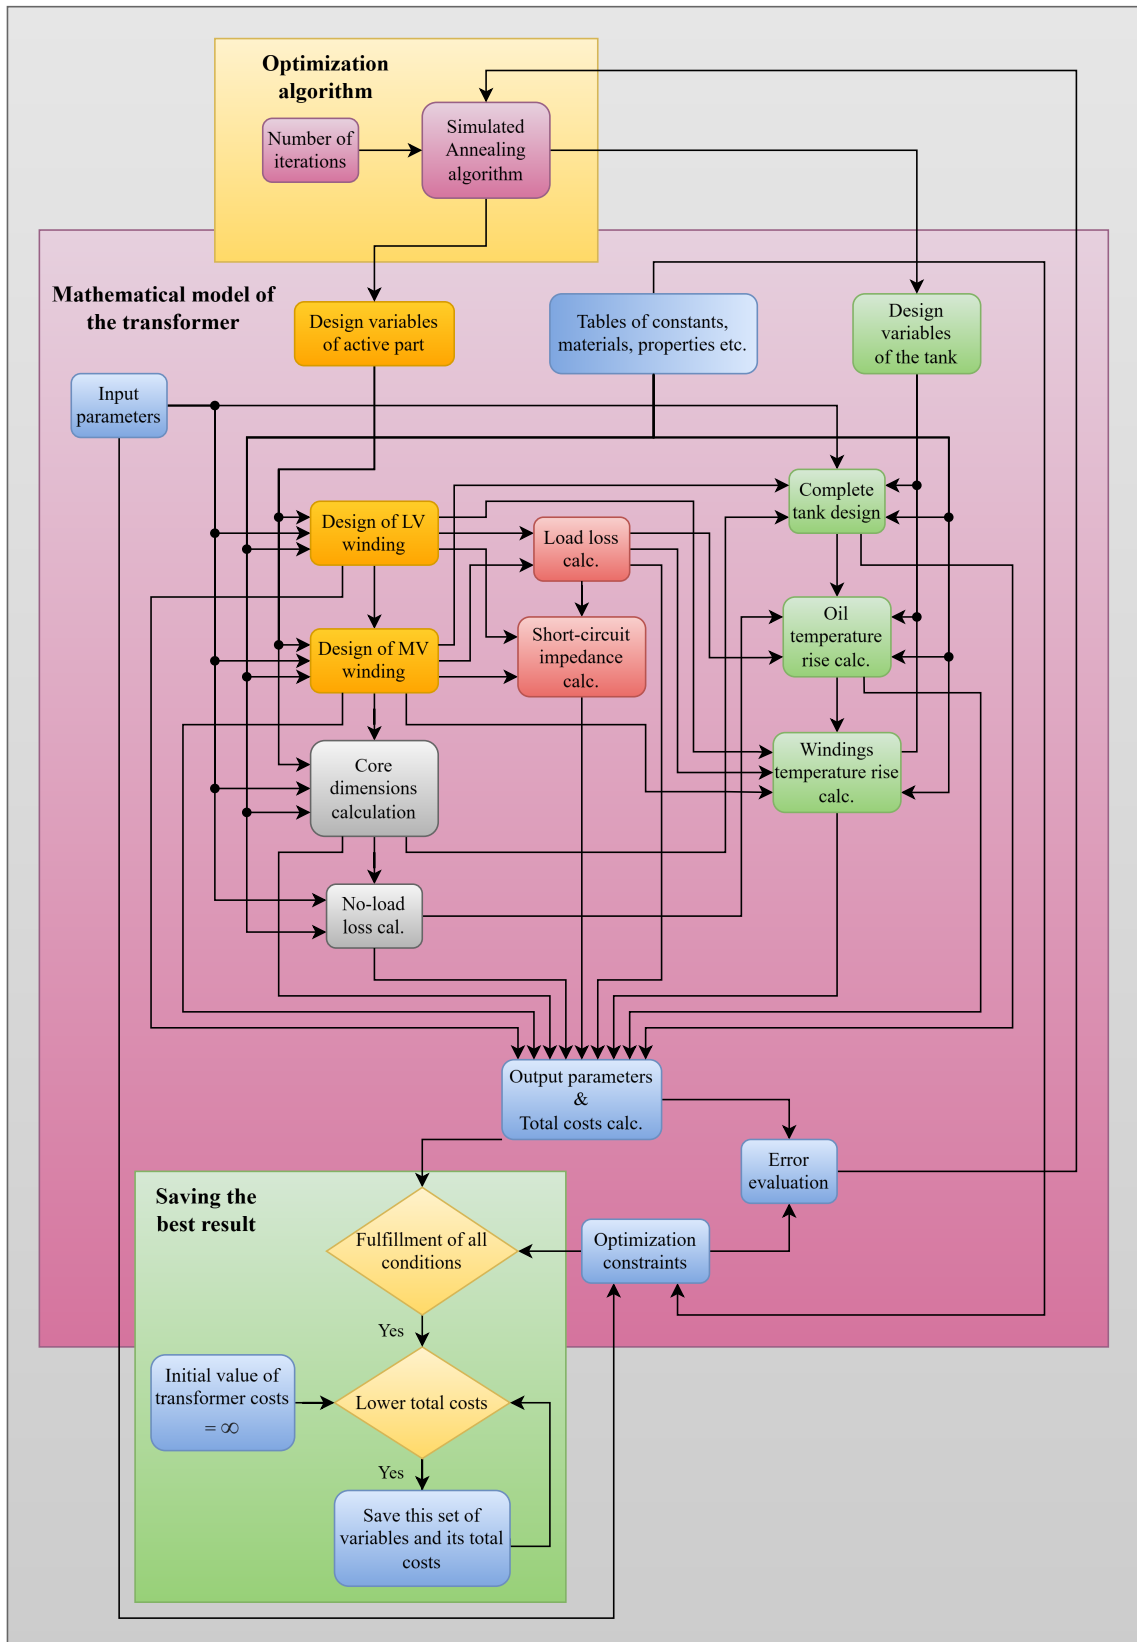 Optimization
algorithm
Number of
iterations
Simulated
Annealing
algorithm
Mathematical model of
the transformer
Design variables
of active part
Tables of constants,
materials, properties etc.
Design
variables
of the tank
Input
parameters
Complete
tank design
Design of LV
winding
Load loss
calc.
Oil
temperature
rise calc.
Short-circuit
impedance
calc.
Design of MV
winding
Windings
temperature rise
calc.
Core
dimensions
calculation
No-load
loss cal.
Output parameters
&
Total costs calc.
Error
evaluation
Saving the
best result
Fulfillment of all
conditions
Optimization
constraints
Yes
Initial value of
transformer costs
= ∞
Lower total costs
Yes
Save this set of
variables and its total
costs